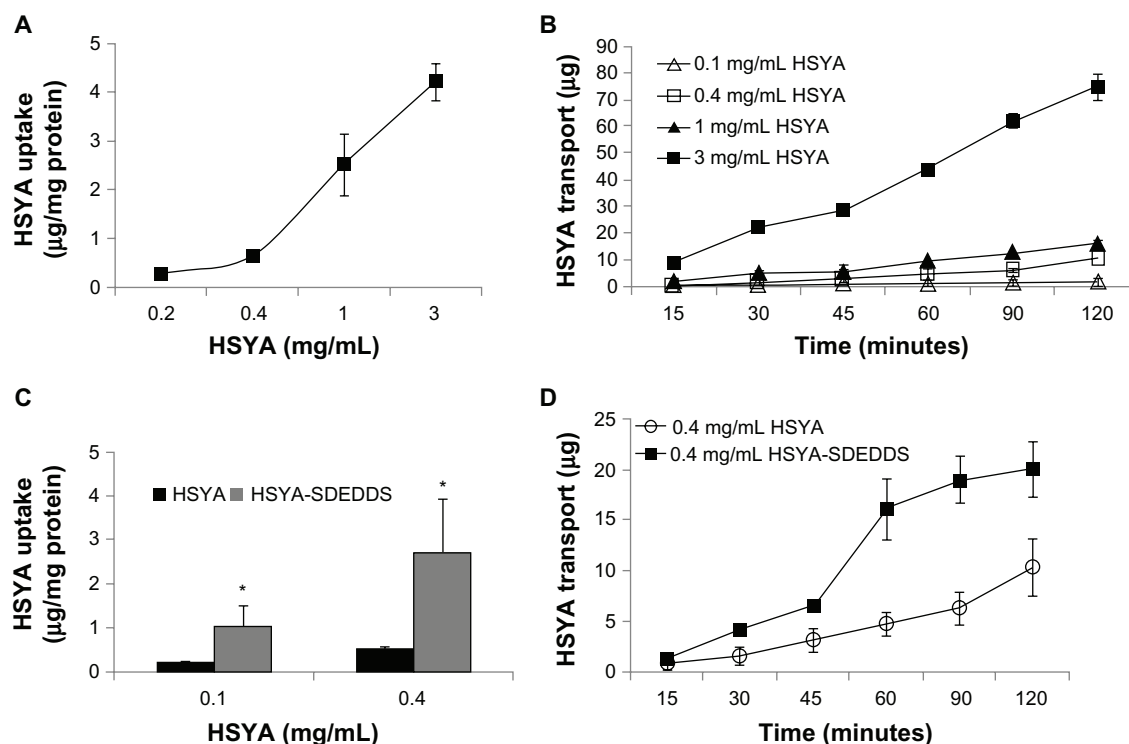 A
HSYA uptake
(µg/mg protein)
5
4
3
2
1
0
0.2 0.4 1 3
HSYA (mg/mL)
B
HSYA transport (µg)
90
80
70
60
50
40
30
20
10
0
0.1 mg/mL HSYA
0.4 mg/mL HSYA
1 mg/mL HSYA
3 mg/mL HSYA
15 30 45 60 90 120
Time (minutes)
C
HSYA uptake
(µg/mg protein)
5
4
3
2
1
0
HSYA HSYA-SDEDDS
*
*
0.1 0.4
HSYA (mg/mL)
D
HSYA transport (µg)
25
20
15
10
5
0
0.4 mg/mL HSYA
0.4 mg/mL HSYA-SDEDDS
15 30 45 60 90 120
Time (minutes)